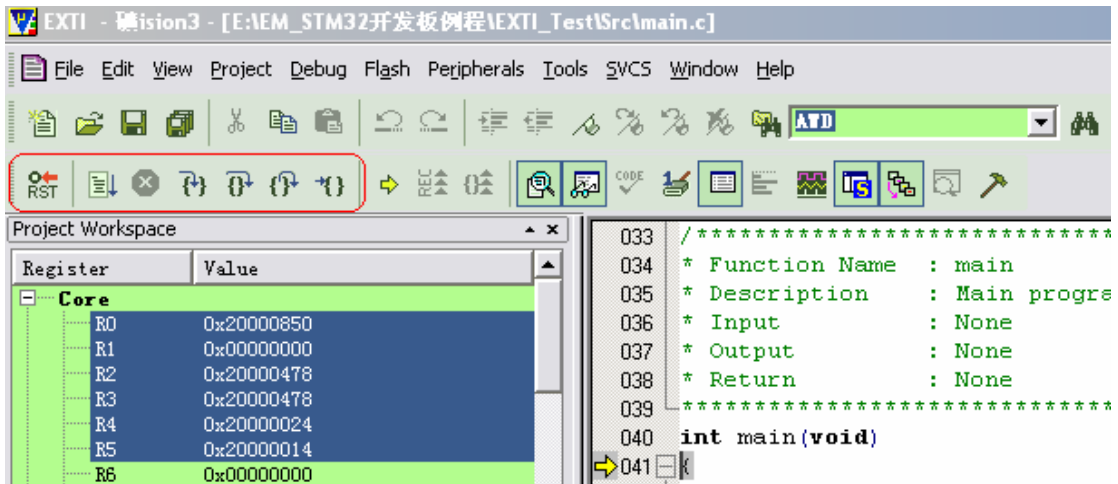 EXTI - 礦ision3 - [E:\EM_STM32开发板例程\EXTI_Test\Src\main.c]
File Edit View Project Debug Flash Peripherals Tools SVCS Window Help
AWD
RST REC CODE
Project Workspace
Register Value
Core
R0 0x20000850
R1 0x00000000
R2 0x20000478
R3 0x20000478
R4 0x20000024
R5 0x20000014
R6 0x00000000
033 /******************************
034 * Function Name : main
035 * Description : Main progra
036 * Input : None
037 * Output : None
038 * Return : None
039 ******************************
040 int main(void)
041 {